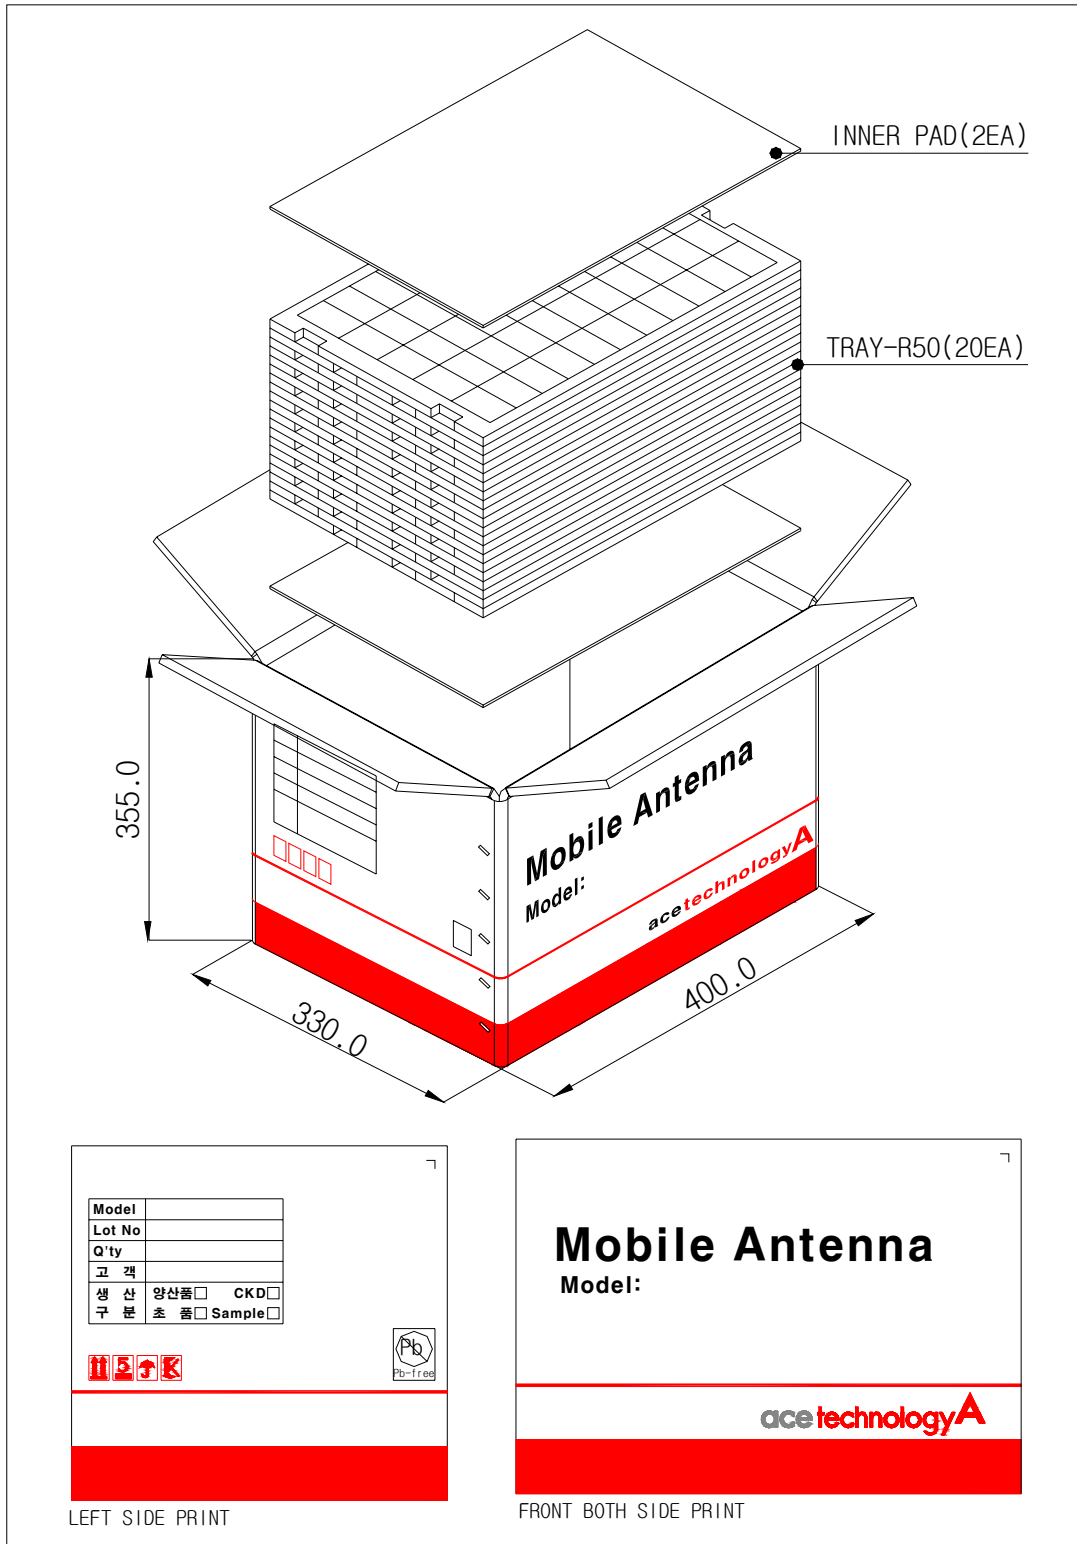 INNER PAD(2EA)
TRAY-R50(20EA)
355.0
Mobile Antenna
Model:
acetechnologyA
330.0
400.0
Model
Lot No
Q'ty
고 객
생 산 양산품□ CKD□
구 분 초 품□ Sample□
Pb
Pb-free
LEFT SIDE PRINT
Mobile Antenna
Model:
acetechnologyA
FRONT BOTH SIDE PRINT